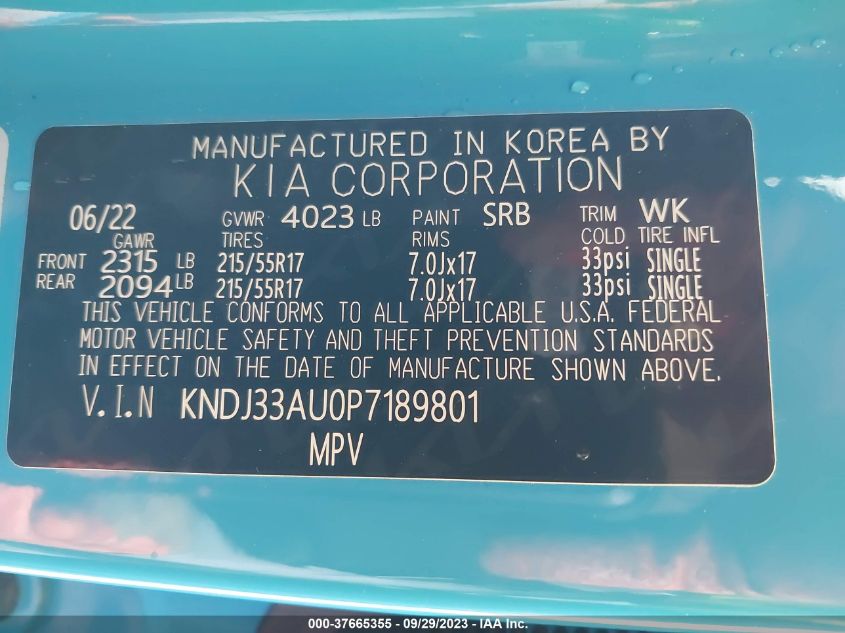 MANUFACTURED IN KOREA BY
KIA CORPORATION
06/22 GVWR 4023 LB PAINT SRB TRIM WK
GAWR TIRES RIMS COLD TIRE INFL
FRONT 2315 LB 215/55R17 7.0Jx17 33psi SINGLE
REAR 2094 LB 215/55R17 7.0Jx17 33psi SINGLE
THIS VEHICLE CONFORMS TO ALL APPLICABLE U.S.A. FEDERAL
MOTOR VEHICLE SAFETY AND THEFT PREVENTION STANDARDS
IN EFFECT ON THE DATE OF MANUFACTURE SHOWN ABOVE.
V.I.N KNDJ33AU0P7189801
MPV
000-37665355 - 09/29/2023 - IAA Inc.